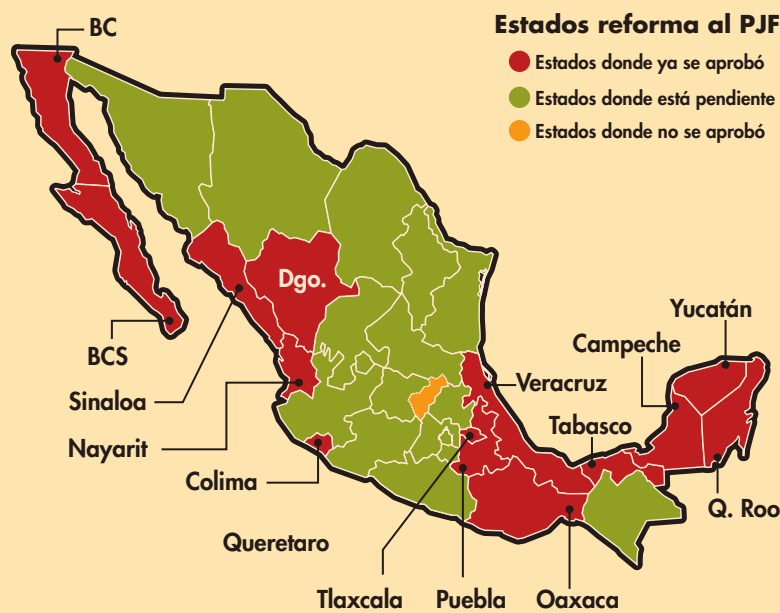 Estados reforma al PJF
Estados donde ya se aprobó
Estados donde está pendiente
Estados donde no se aprobó
BC
Dgo.
BCS
Sinaloa
Nayarit
Colima
Queretaro
Tlaxcala
Puebla
Oaxaca
Veracruz
Tabasco
Campeche
Yucatán
Q. Roo